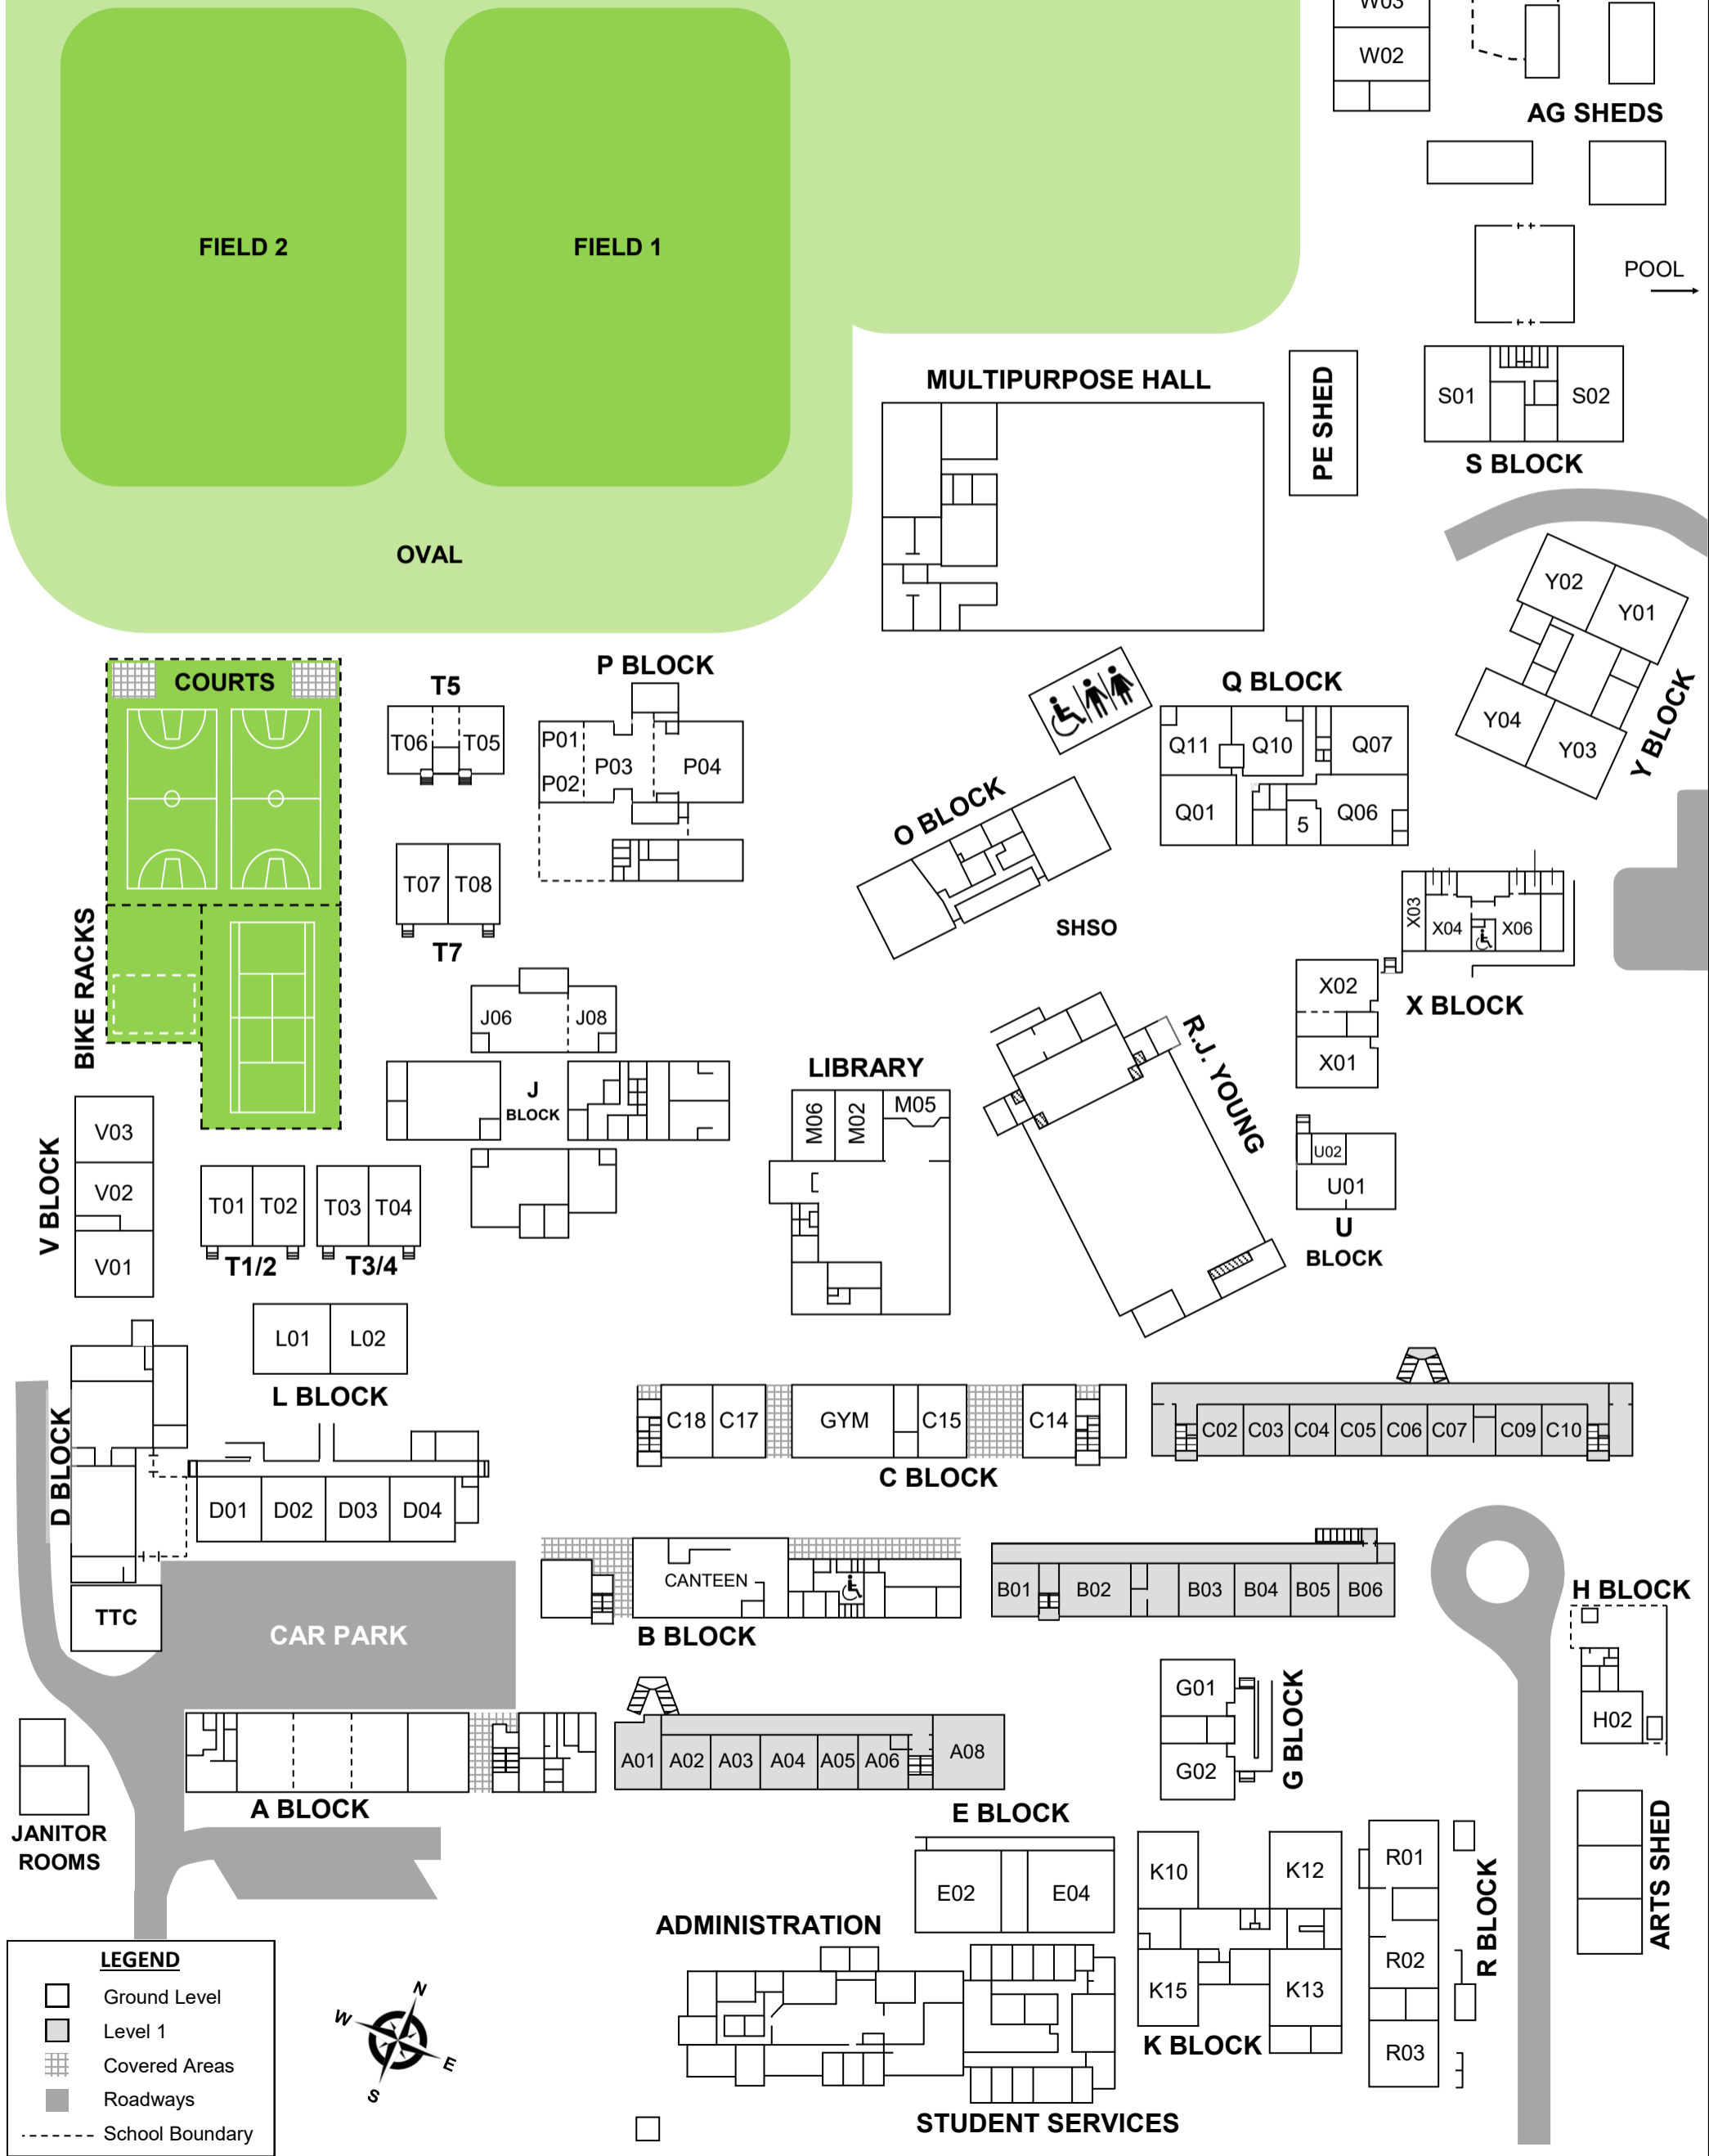 W03
W02
AG SHEDS
FIELD 2
FIELD 1
POOL
MULTIPURPOSE HALL
PE SHED
S01
S02
S BLOCK
OVAL
Y02
Y01
Y04
Y03
Y BLOCK
COURTS
T5
T06
T05
P BLOCK
P01
P02
P03
P04
Q BLOCK
Q11
Q10
Q07
Q01
5
Q06
O BLOCK
SHSO
T07
T08
T7
BIKE RACKS
X03
X04
X06
X02
X01
X BLOCK
J06
J08
J
BLOCK
LIBRARY
M06
M02
M05
R.J. YOUNG
U02
U01
U
BLOCK
V BLOCK
V03
V02
V01
T01
T02
T1/2
T03
T04
T3/4
L01
L02
L BLOCK
C18
C17
GYM
C15
C14
C BLOCK
C02
C03
C04
C05
C06
C07
C09
C10
D BLOCK
D01
D02
D03
D04
TTC
CAR PARK
CANTEEN
B BLOCK
B01
B02
B03
B04
B05
B06
H BLOCK
H02
G01
G02
G BLOCK
A BLOCK
A01
A02
A03
A04
A05
A06
A08
JANITOR
ROOMS
E BLOCK
E02
E04
K10
K12
K15
K13
K BLOCK
R01
R02
R03
R BLOCK
ARTS SHED
ADMINISTRATION
STUDENT SERVICES
LEGEND
Ground Level
Level 1
Covered Areas
Roadways
School Boundary
N
W
E
S